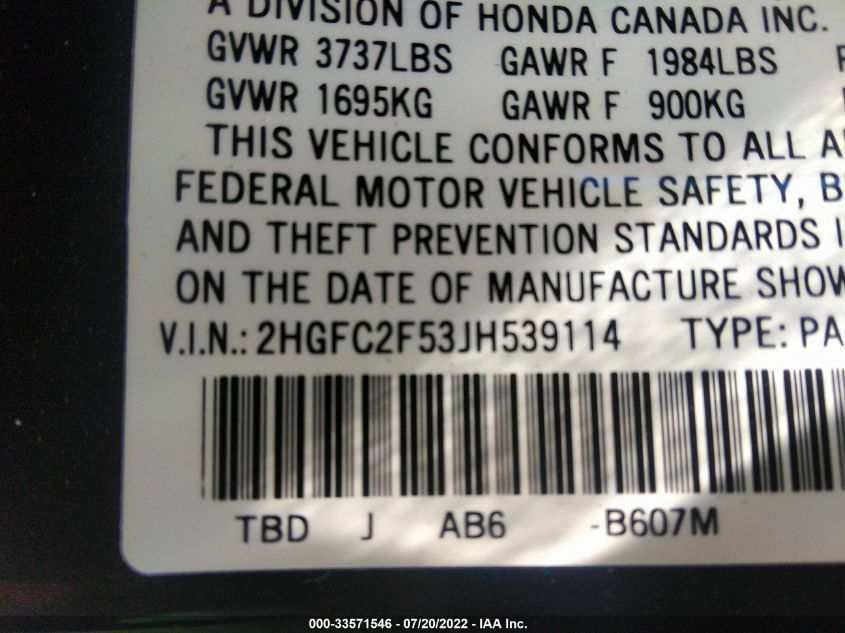 A DIVISION OF HONDA CANADA INC.
GVWR 3737LBS GAWR F 1984LBS
GVWR 1695KG GAWR F 900KG
THIS VEHICLE CONFORMS TO ALL
FEDERAL MOTOR VEHICLE SAFETY,
AND THEFT PREVENTION STANDARDS
ON THE DATE OF MANUFACTURE SHOW
V.I.N.: 2HGFC2F53JH539114 TYPE: PA
TBD J AB6 -B607M
000-33571546 - 07/20/2022 - IAA Inc.